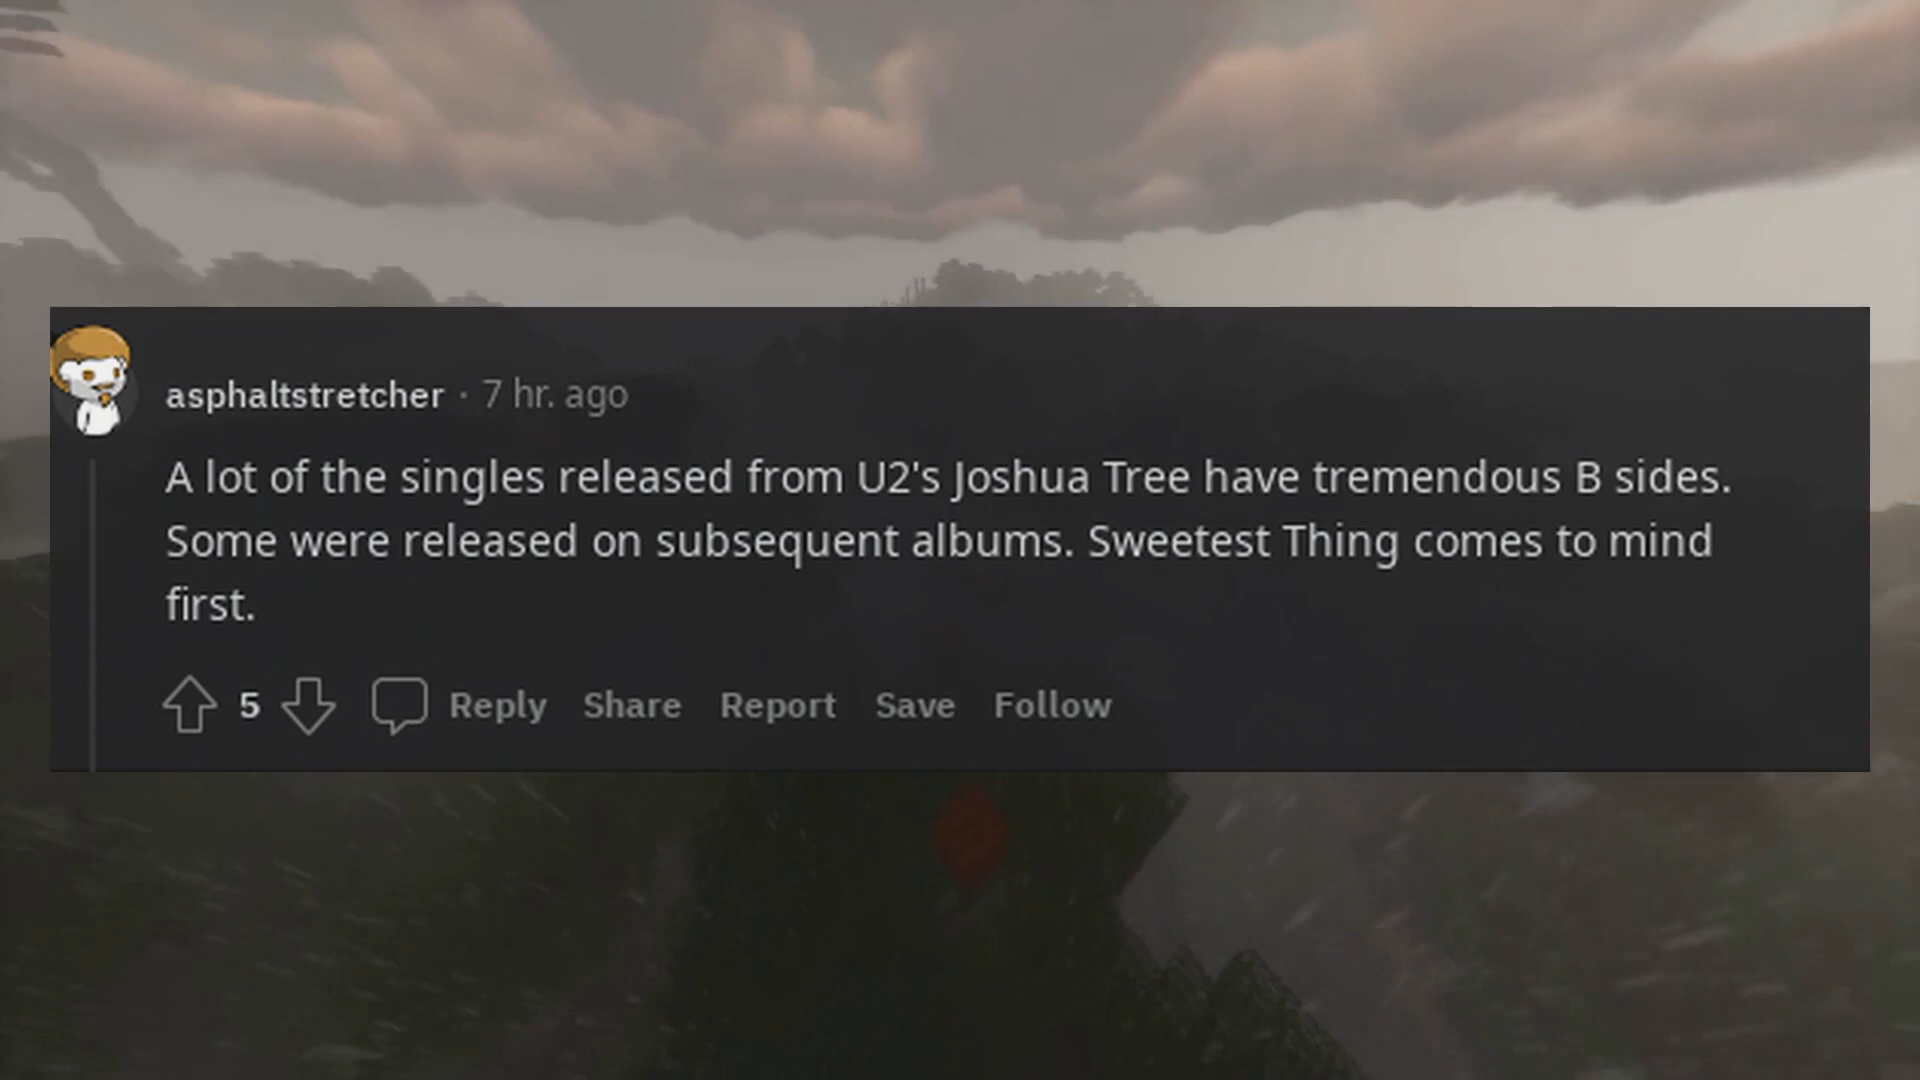 asphaltstretcher · 7 hr. ago
A lot of the singles released from U2's Joshua Tree have tremendous B sides.
Some were released on subsequent albums. Sweetest Thing comes to mind
first.
5 Reply Share Report Save Follow